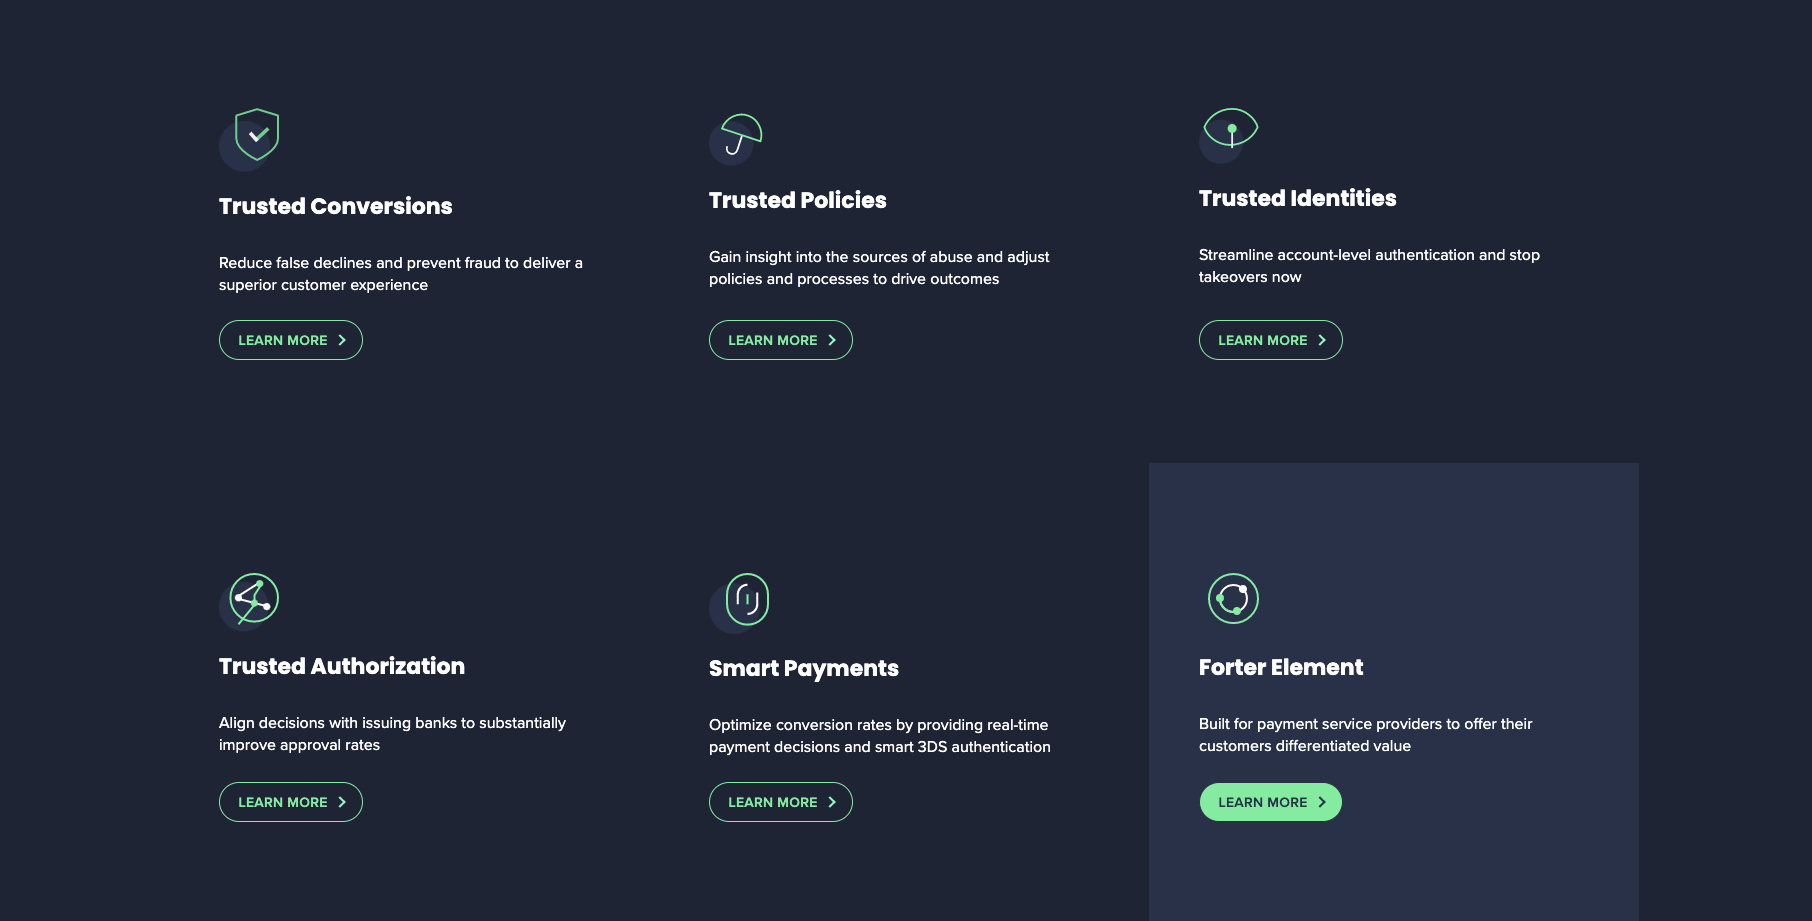 Trusted Conversions
Reduce false declines and prevent fraud to deliver a
superior customer experience
LEARN MORE
Trusted Policies
Gain insight into the sources of abuse and adjust
policies and processes to drive outcomes
LEARN MORE
Trusted Identities
Streamline account-level authentication and stop
takeovers now
LEARN MORE
Trusted Authorization
Align decisions with issuing banks to substantially
improve approval rates
LEARN MORE
Smart Payments
Optimize conversion rates by providing real-time
payment decisions and smart 3DS authentication
LEARN MORE
Forter Element
Built for payment service providers to offer their
customers differentiated value
LEARN MORE